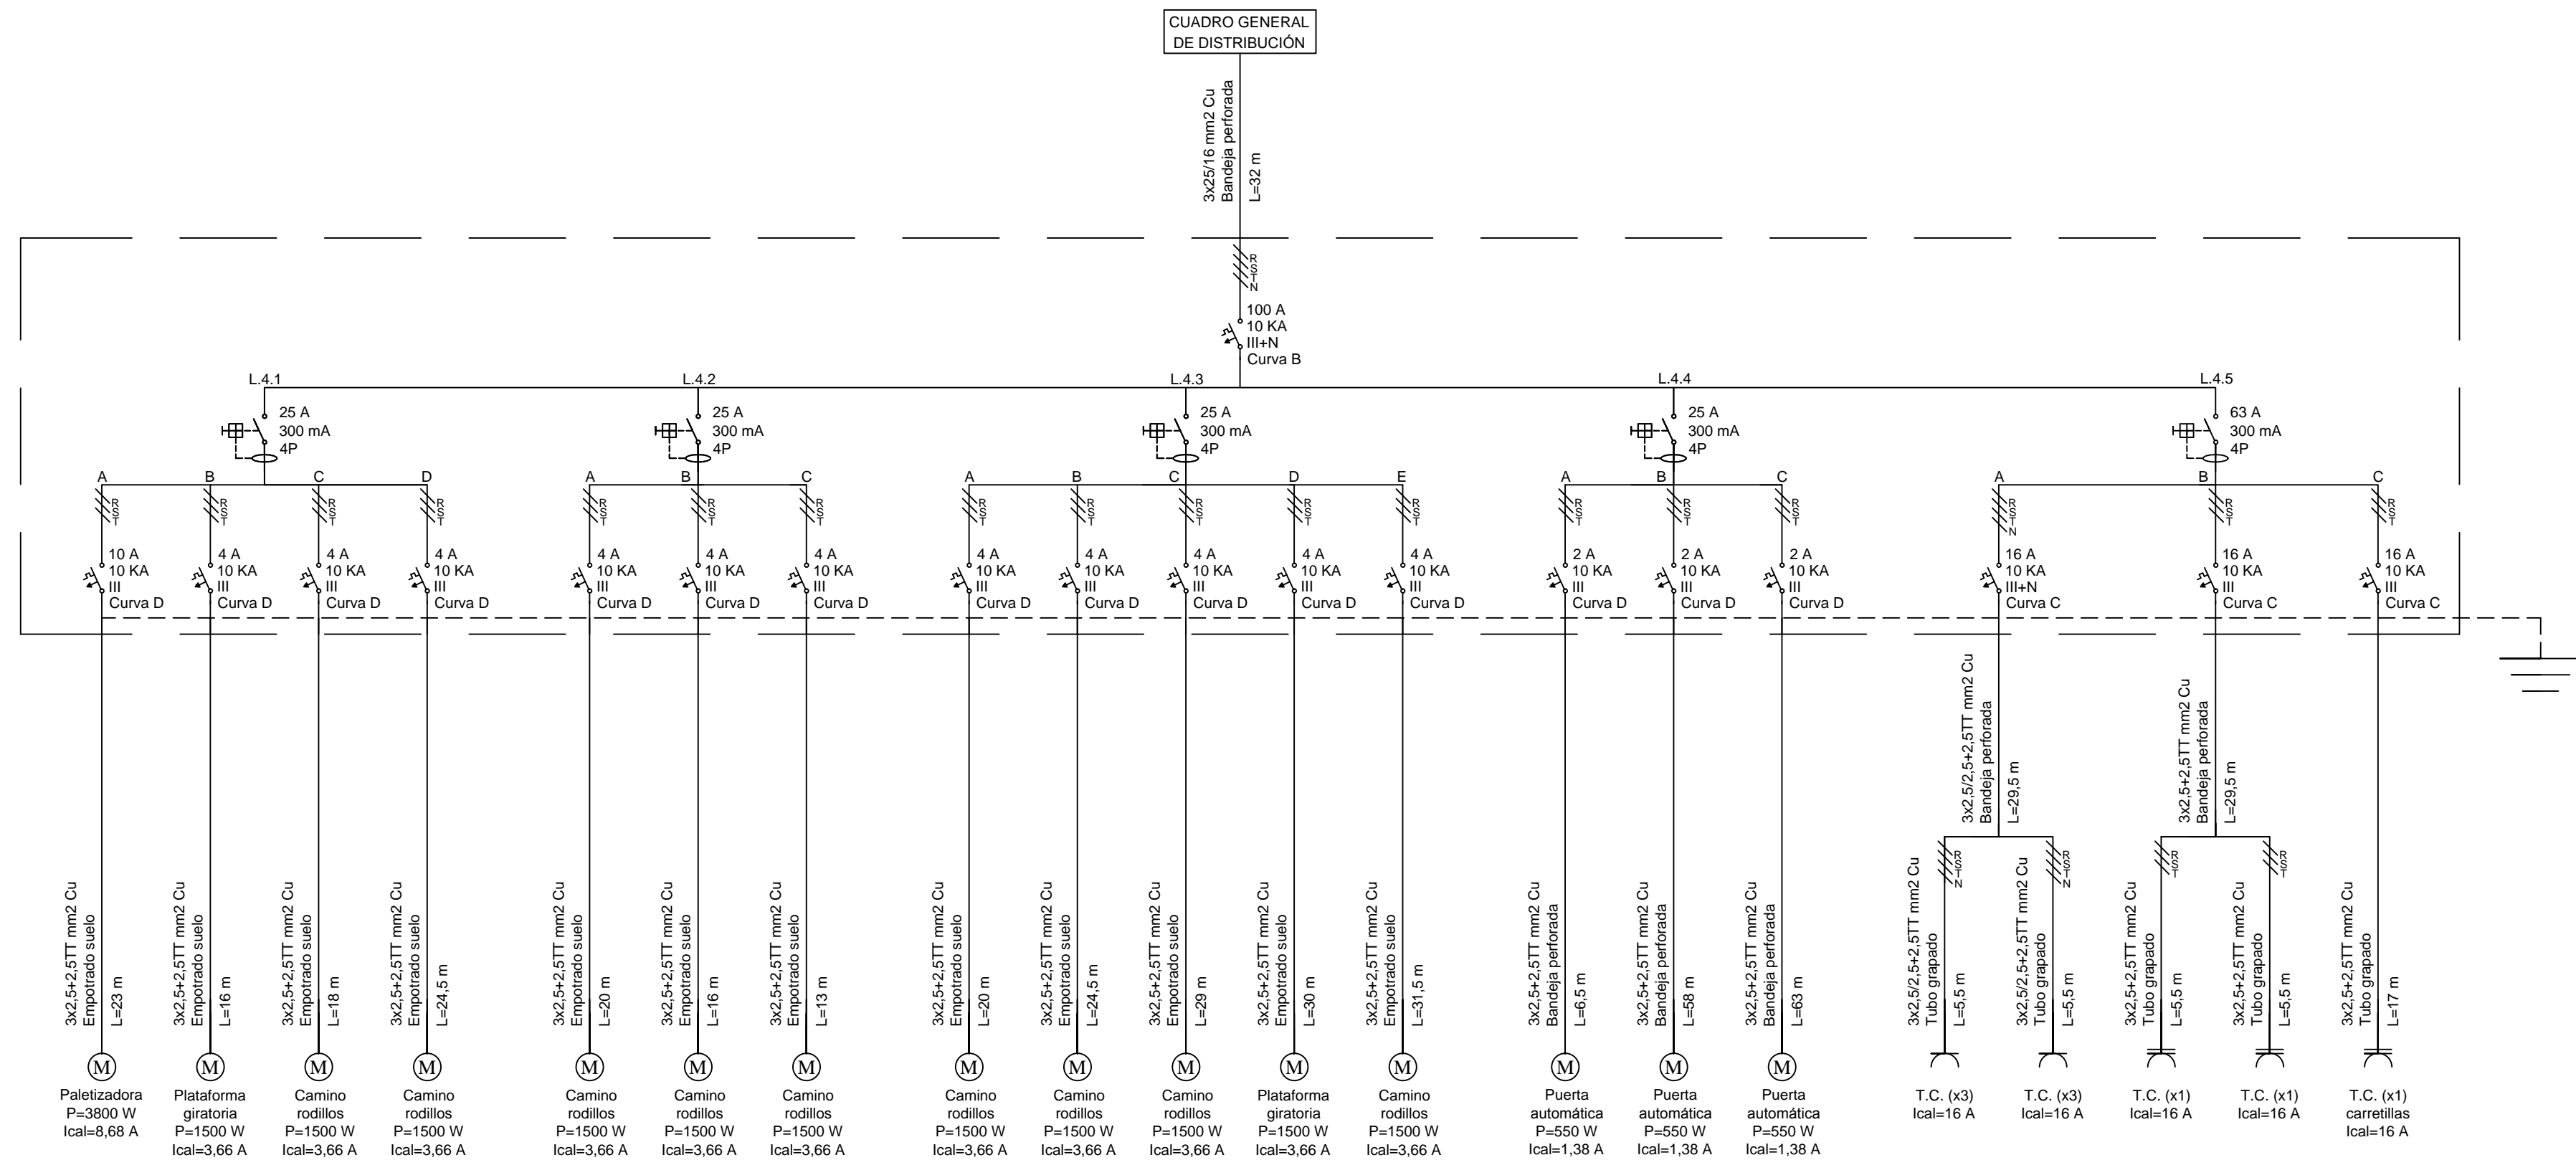 CUADRO GENERAL
DE DISTRIBUCIÓN
3x25/16 mm2 Cu
Bandeja perforada
L=32 m
R
S
T
N
100 A
10 KA
III+N
Curva B
L.4.1
L.4.2
L.4.3
L.4.4
L.4.5
25 A
300 mA
4P
25 A
300 mA
4P
25 A
300 mA
4P
25 A
300 mA
4P
63 A
300 mA
4P
A
R
S
T
10 A
10 KA
III
Curva D
3x2,5+2,5TT mm2 Cu
Empotrado suelo
L=23 m
M
Paletizadora
P=3800 W
Ical=8,68 A
B
R
S
T
4 A
10 KA
III
Curva D
3x2,5+2,5TT mm2 Cu
Empotrado suelo
L=16 m
M
Plataforma
giratoria
P=1500 W
Ical=3,66 A
C
R
S
T
4 A
10 KA
III
Curva D
3x2,5+2,5TT mm2 Cu
Empotrado suelo
L=18 m
M
Camino
rodillos
P=1500 W
Ical=3,66 A
D
R
S
T
4 A
10 KA
III
Curva D
3x2,5+2,5TT mm2 Cu
Empotrado suelo
L=24,5 m
M
Camino
rodillos
P=1500 W
Ical=3,66 A
A
R
S
T
4 A
10 KA
III
Curva D
3x2,5+2,5TT mm2 Cu
Empotrado suelo
L=20 m
M
Camino
rodillos
P=1500 W
Ical=3,66 A
B
R
S
T
4 A
10 KA
III
Curva D
3x2,5+2,5TT mm2 Cu
Empotrado suelo
L=16 m
M
Camino
rodillos
P=1500 W
Ical=3,66 A
C
R
S
T
4 A
10 KA
III
Curva D
3x2,5+2,5TT mm2 Cu
Empotrado suelo
L=13 m
M
Camino
rodillos
P=1500 W
Ical=3,66 A
A
R
S
T
4 A
10 KA
III
Curva D
3x2,5+2,5TT mm2 Cu
Empotrado suelo
L=20 m
M
Camino
rodillos
P=1500 W
Ical=3,66 A
B
R
S
T
4 A
10 KA
III
Curva D
3x2,5+2,5TT mm2 Cu
Empotrado suelo
L=24,5 m
M
Camino
rodillos
P=1500 W
Ical=3,66 A
C
R
S
T
4 A
10 KA
III
Curva D
3x2,5+2,5TT mm2 Cu
Empotrado suelo
L=29 m
M
Camino
rodillos
P=1500 W
Ical=3,66 A
D
R
S
T
4 A
10 KA
III
Curva D
3x2,5+2,5TT mm2 Cu
Empotrado suelo
L=30 m
M
Plataforma
giratoria
P=1500 W
Ical=3,66 A
E
R
S
T
4 A
10 KA
III
Curva D
3x2,5+2,5TT mm2 Cu
Empotrado suelo
L=31,5 m
M
Camino
rodillos
P=1500 W
Ical=3,66 A
A
R
S
T
2 A
10 KA
III
Curva D
3x2,5+2,5TT mm2 Cu
Bandeja perforada
L=6,5 m
M
Puerta
automática
P=550 W
Ical=1,38 A
B
R
S
T
2 A
10 KA
III
Curva D
3x2,5+2,5TT mm2 Cu
Bandeja perforada
L=58 m
M
Puerta
automática
P=550 W
Ical=1,38 A
C
R
S
T
2 A
10 KA
III
Curva D
3x2,5+2,5TT mm2 Cu
Bandeja perforada
L=63 m
M
Puerta
automática
P=550 W
Ical=1,38 A
A
R
S
T
N
16 A
10 KA
III+N
Curva C
3x2,5/2,5+2,5TT mm2 Cu
Bandeja perforada
L=29,5 m
R
S
T
N
3x2,5/2,5+2,5TT mm2 Cu
Tubo grapado
L=5,5 m
T.C. (x3)
Ical=16 A
R
S
T
N
3x2,5/2,5+2,5TT mm2 Cu
Tubo grapado
L=5,5 m
T.C. (x3)
Ical=16 A
B
R
S
T
16 A
10 KA
III
Curva C
3x2,5+2,5TT mm2 Cu
Bandeja perforada
L=29,5 m
R
S
T
3x2,5+2,5TT mm2 Cu
Tubo grapado
L=5,5 m
T.C. (x1)
Ical=16 A
R
S
T
3x2,5+2,5TT mm2 Cu
Tubo grapado
L=5,5 m
T.C. (x1)
Ical=16 A
C
R
S
T
16 A
10 KA
III
Curva C
3x2,5+2,5TT mm2 Cu
Tubo grapado
L=17 m
T.C. (x1)
carretillas
Ical=16 A